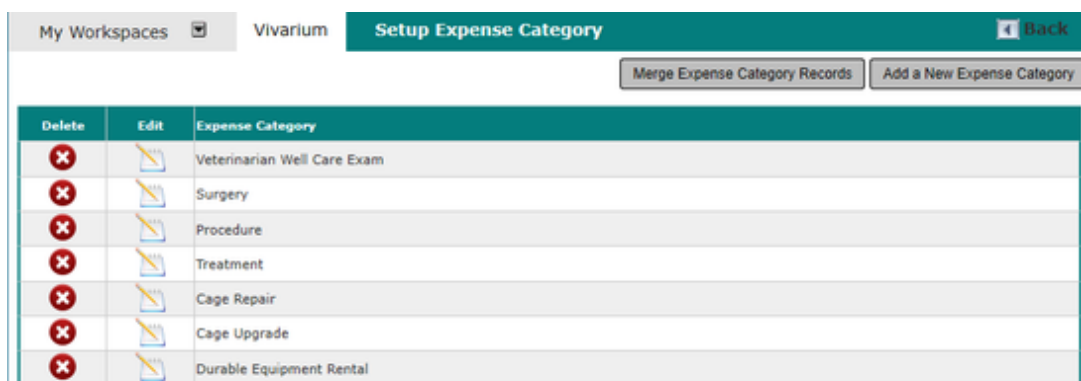 My Workspaces Vivarium Setup Expense Category Back
Merge Expense Category Records Add a New Expense Category
Delete Edit Expense Category
Veterinarian Well Care Exam
Surgery
Procedure
Treatment
Cage Repair
Cage Upgrade
Durable Equipment Rental